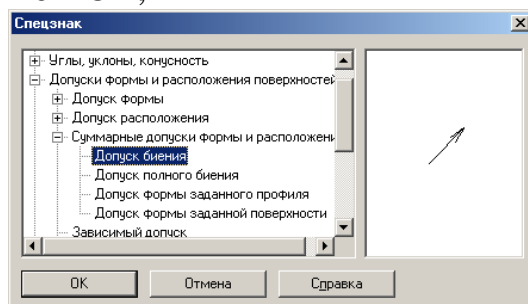 Спецзнак
Углы, уклоны, конусность
Допуски формы и расположения поверхностей
Допуск формы
Допуск расположения
Суммарные допуски формы и расположени
Допуск биения
Допуск полного биения
Допуск формы заданного профиля
Допуск формы заданной поверхности
Зависимый допуск
OK
Отмена
Справка